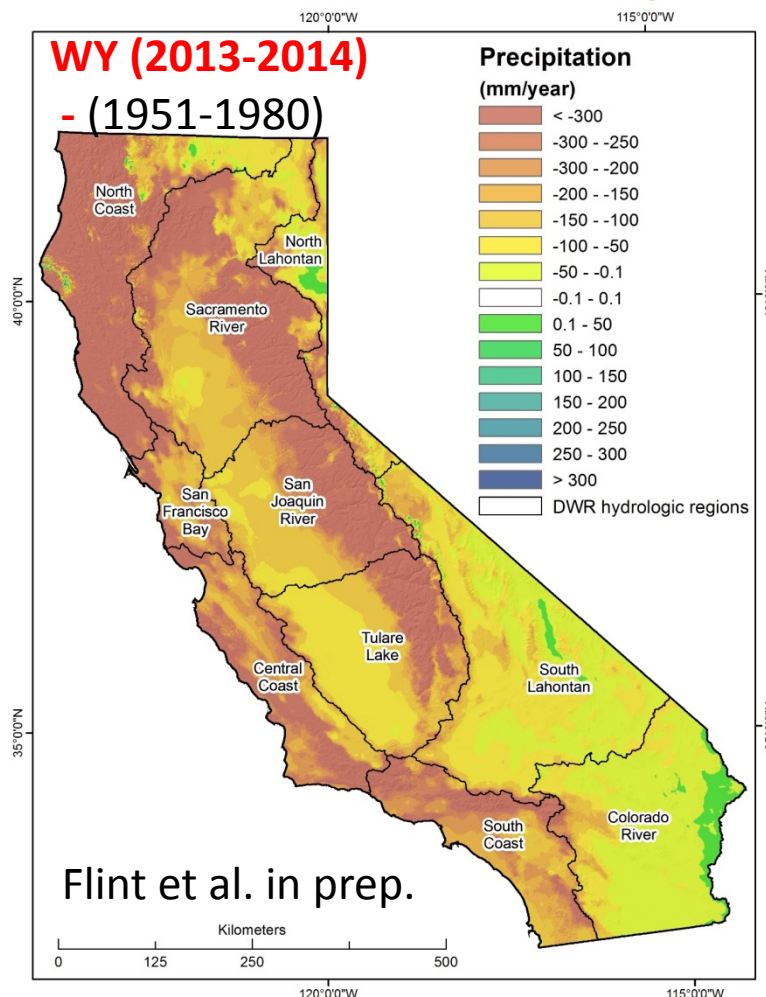 120°0'0"W
115°0'0"W
WY (2013-2014)
- (1951-1980)
Precipitation
(mm/year)
< -300
-300 - -250
-300 - -200
-200 - -150
-150 - -100
-100 - -50
-50 - -0.1
-0.1 - 0.1
0.1 - 50
50 - 100
100 - 150
150 - 200
200 - 250
250 - 300
> 300
DWR hydrologic regions
North
Coast
North
Lahontan
40°0'0"N
Sacramento
River
San
Francisco
Bay
San
Joaquin
River
Central
Coast
Tulare
Lake
South
Lahontan
35°0'0"N
South
Coast
Colorado
River
Flint et al. in prep.
Kilometers
0 125 250 500
120°0'0"W
115°0'0"W